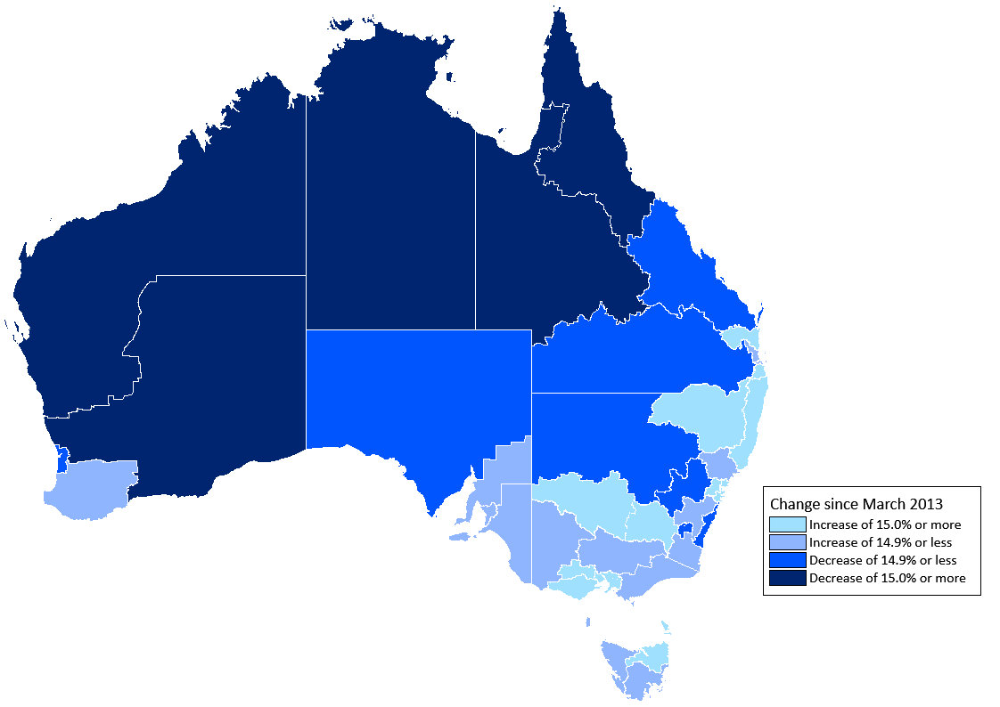 Change since March 2013
Increase of 15.0% or more
Increase of 14.9% or less
Decrease of 14.9% or less
Decrease of 15.0% or more